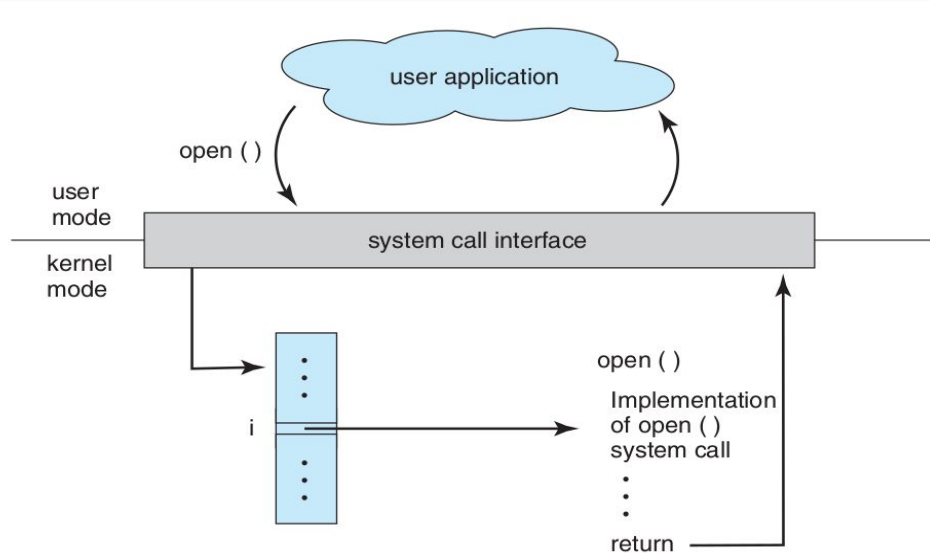 user application
open ( )
user
mode
system call interface
kernel
mode
open ( )
Implementation
i
of open ( )
system call
return